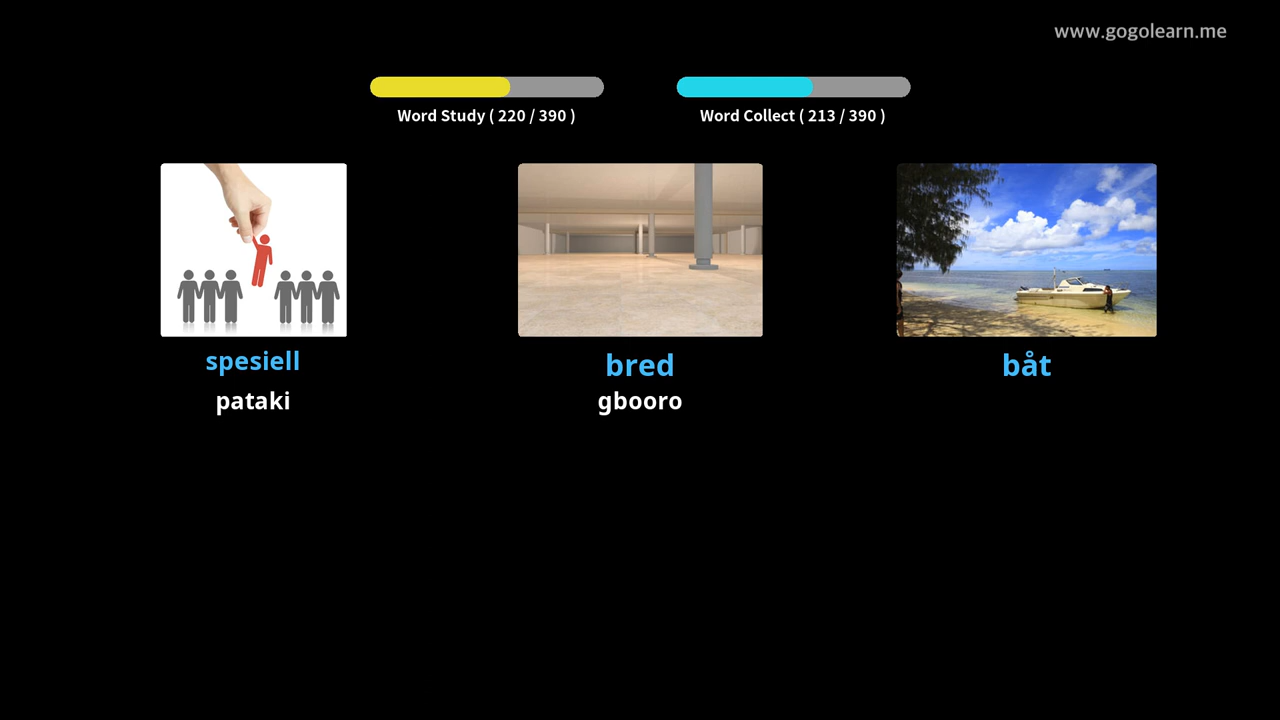 www.gogolearn.me
Word Study ( 220 / 390 )
Word Collect ( 213 / 390 )
spesiell
bred
båt
pataki
gbooro